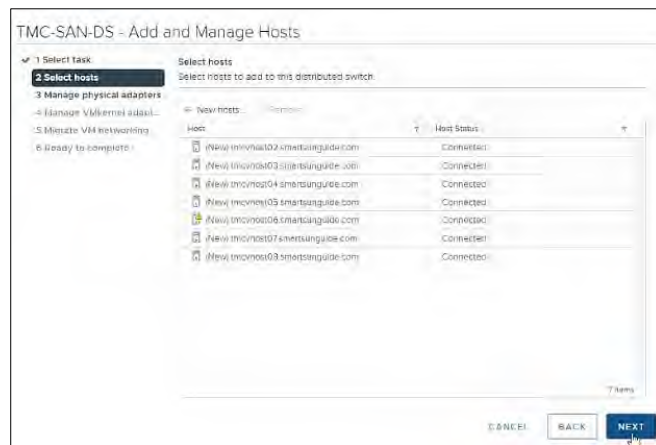 TMC-SAN-DS - Add and Manage Hosts
1 Select task
2 Select hosts
3 Manage physical adapters
4 Manage VMkernel adapt...
5 Migrate VM networking
6 Ready to complete
Select hosts
Select hosts to add to this distributed switch.
New hosts... Remove
Host Host Status
(New) tmcvhost02.smartsunguide.com Connected
(New) tmcvhost03.smartsunguide.com Connected
(New) tmcvhost04.smartsunguide.com Connected
(New) tmcvhost05.smartsunguide.com Connected
(New) tmcvhost06.smartsunguide.com Connected
(New) tmcvhost07.smartsunguide.com Connected
(New) tmcvhost08.smartsunguide.com Connected
7 items
CANCEL BACK NEXT